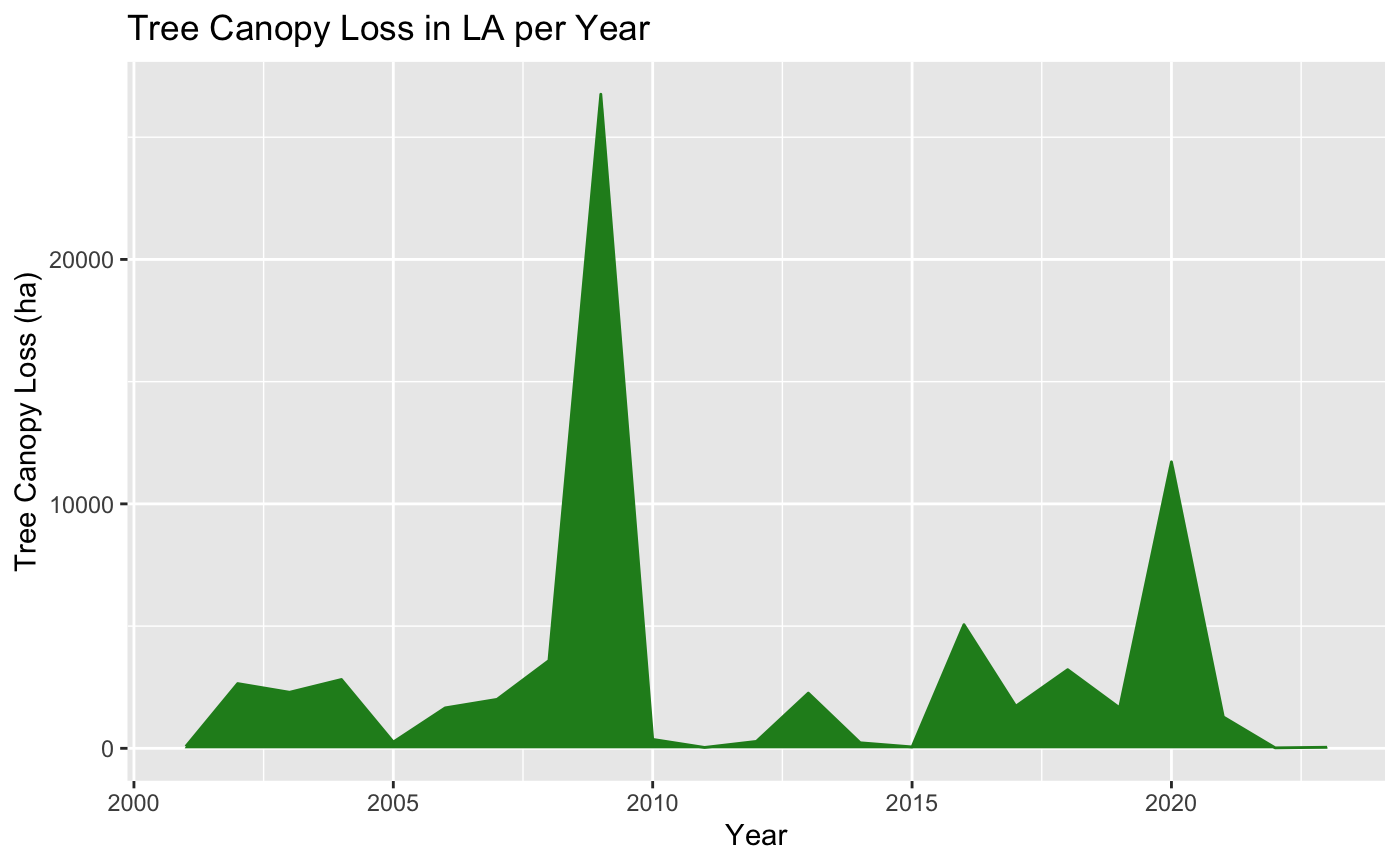 Tree Canopy Loss in LA per Year
Tree Canopy Loss (ha)
20000
10000
0
2000 2005 2010 2015 2020
Year